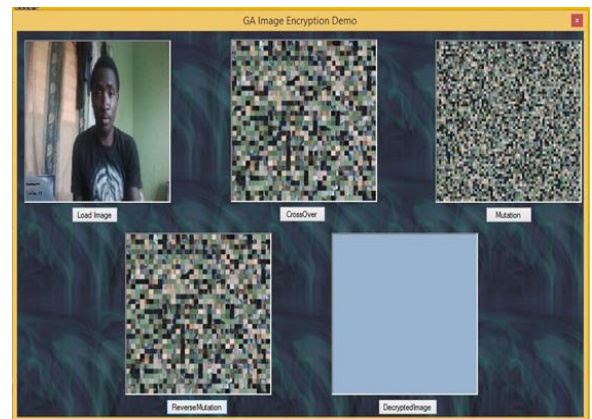 GA Image Encryption Demo
x
Load Image
CrossOver
Mutation
ReverseMutation
DecryptedImage